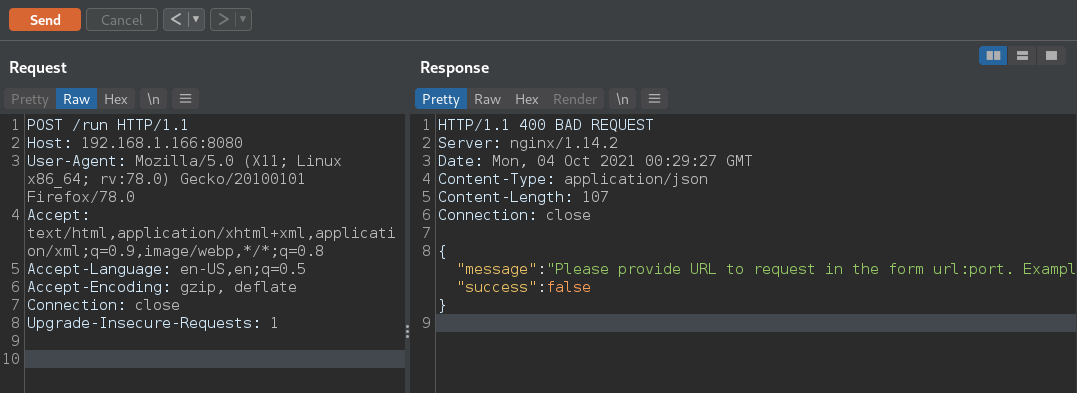 Send Cancel < > 
Request
Pretty Raw Hex \n
1 POST /run HTTP/1.1
2 Host: 192.168.1.166:8080
3 User-Agent: Mozilla/5.0 (X11; Linux
x86_64; rv:78.0) Gecko/20100101
Firefox/78.0
4 Accept:
text/html,application/xhtml+xml,applicati
on/xml;q=0.9,image/webp,*/*;q=0.8
5 Accept-Language: en-US,en;q=0.5
6 Accept-Encoding: gzip, deflate
7 Connection: close
8 Upgrade-Insecure-Requests: 1
9
10
Response
Pretty Raw Hex Render \n
1 HTTP/1.1 400 BAD REQUEST
2 Server: nginx/1.14.2
3 Date: Mon, 04 Oct 2021 00:29:27 GMT
4 Content-Type: application/json
5 Content-Length: 107
6 Connection: close
7
8 {
"message":"Please provide URL to request in the form url:port. Exampl
"success":false
}
9